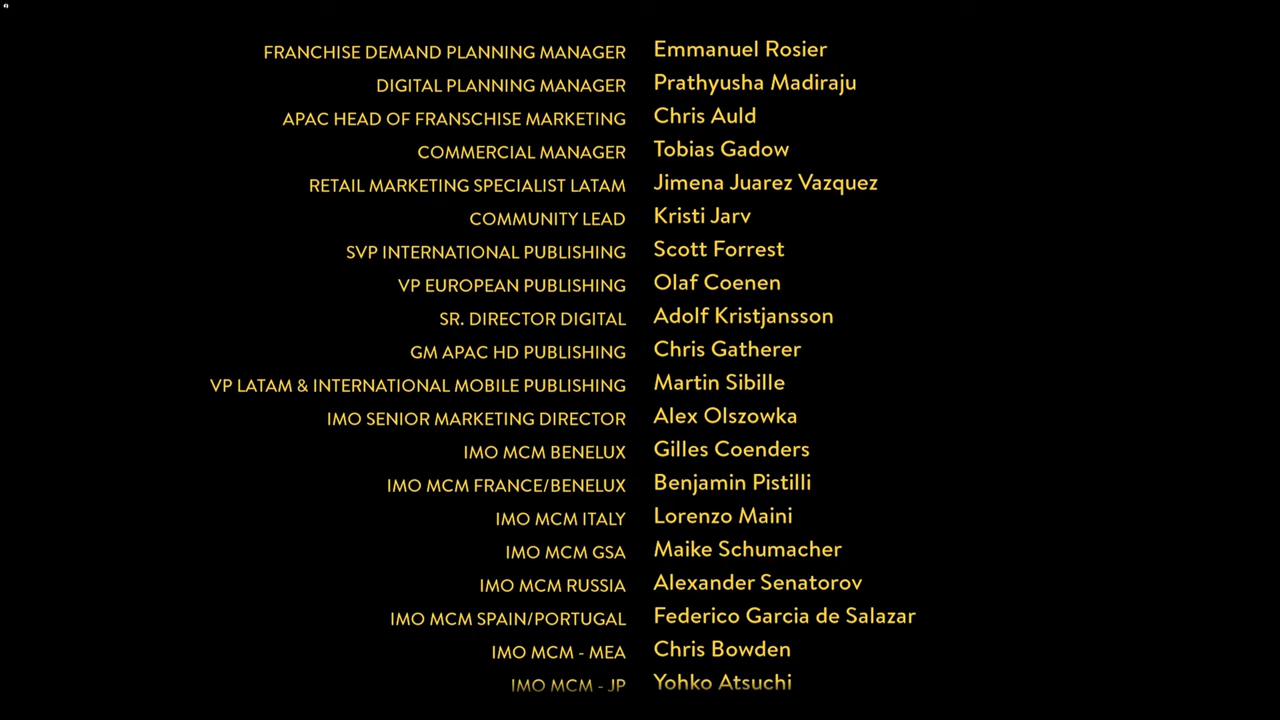 FRANCHISE DEMAND PLANNING MANAGER Emmanuel Rosier
DIGITAL PLANNING MANAGER Prathyusha Madiraju
APAC HEAD OF FRANSCHISE MARKETING Chris Auld
COMMERCIAL MANAGER Tobias Gadow
RETAIL MARKETING SPECIALIST LATAM Jimena Juarez Vazquez
COMMUNITY LEAD Kristi Jarv
SVP INTERNATIONAL PUBLISHING Scott Forrest
VP EUROPEAN PUBLISHING Olaf Coenen
SR. DIRECTOR DIGITAL Adolf Kristjansson
GM APAC HD PUBLISHING Chris Gatherer
VP LATAM & INTERNATIONAL MOBILE PUBLISHING Martin Sibille
IMO SENIOR MARKETING DIRECTOR Alex Olszowka
IMO MCM BENELUX Gilles Coenders
IMO MCM FRANCE/BENELUX Benjamin Pistilli
IMO MCM ITALY Lorenzo Maini
IMO MCM GSA Maike Schumacher
IMO MCM RUSSIA Alexander Senatorov
IMO MCM SPAIN/PORTUGAL Federico Garcia de Salazar
IMO MCM - MEA Chris Bowden
IMO MCM - JP Yohko Atsuchi